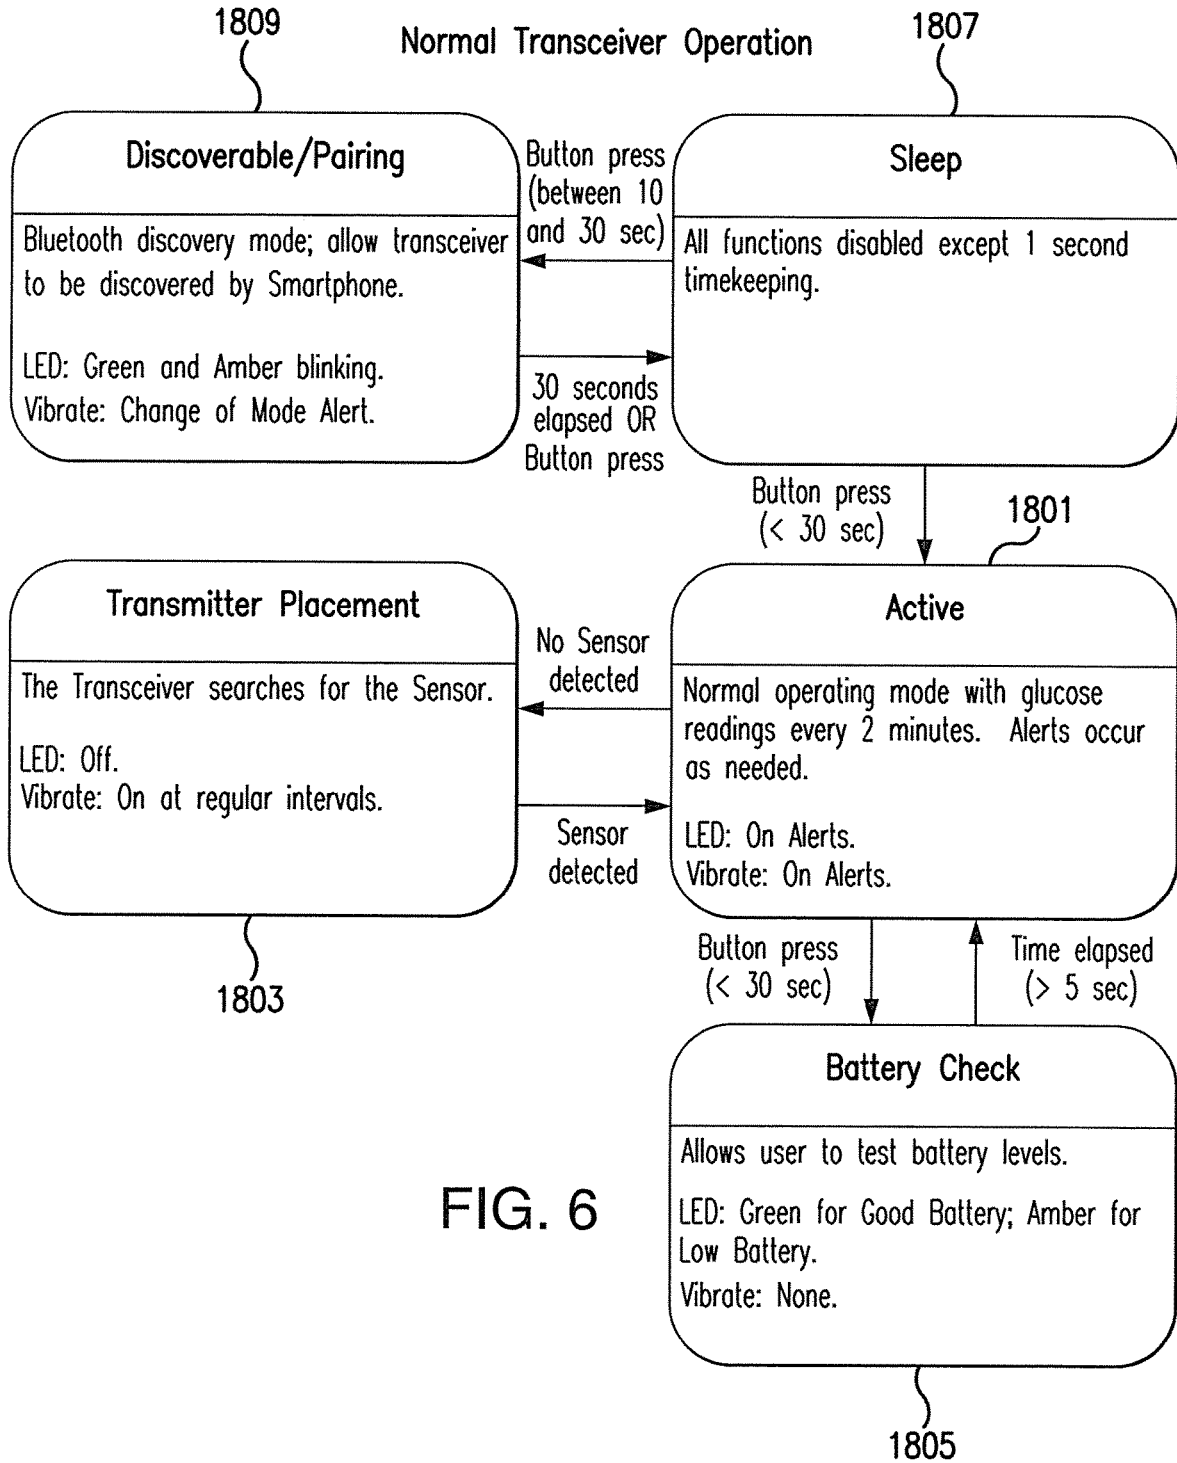 1809
Normal Transceiver Operation
1807
Discoverable/Pairing
Bluetooth discovery mode; allow transceiver
to be discovered by Smartphone.
LED: Green and Amber blinking.
Vibrate: Change of Mode Alert.
Button press
(between 10
and 30 sec)
30 seconds
elapsed OR
Button press
Sleep
All functions disabled except 1 second
timekeeping.
Button press
(< 30 sec)
1801
Transmitter Placement
The Transceiver searches for the Sensor.
LED: Off.
Vibrate: On at regular intervals.
1803
No Sensor
detected
Sensor
detected
Active
Normal operating mode with glucose
readings every 2 minutes. Alerts occur
as needed.
LED: On Alerts.
Vibrate: On Alerts.
Button press
(< 30 sec)
Time elapsed
(> 5 sec)
Battery Check
Allows user to test battery levels.
LED: Green for Good Battery; Amber for
Low Battery.
Vibrate: None.
1805
FIG. 6